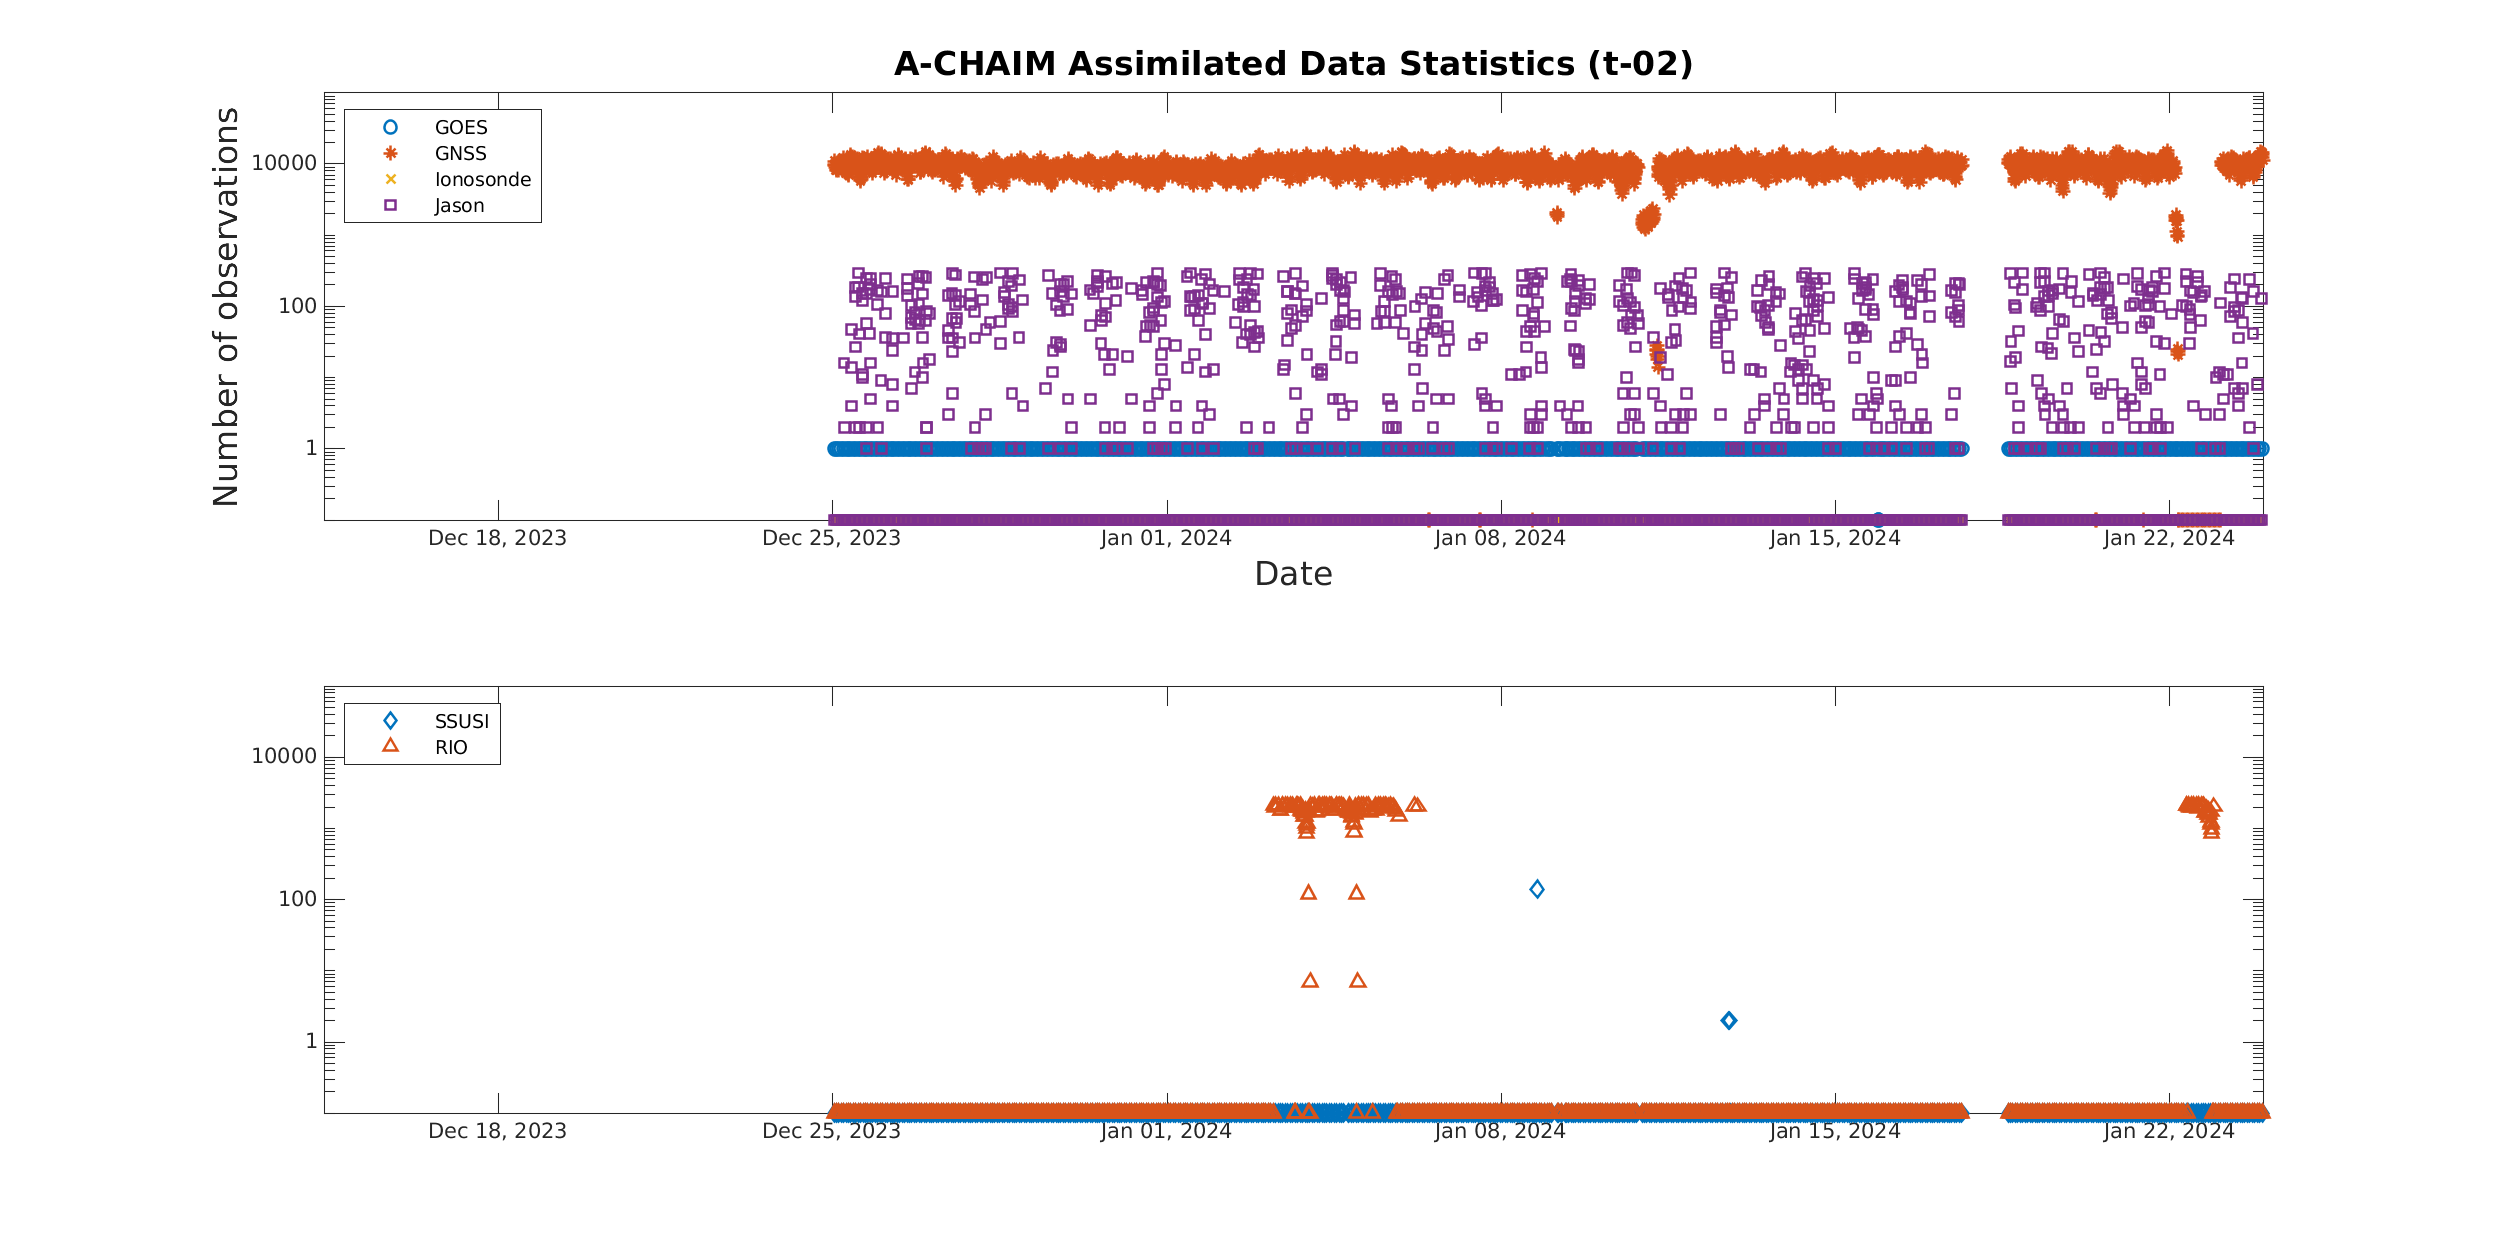 A-CHAIM Assimilated Data Statistics (t-02)
Number of observations
10000
100
1
GOES
GNSS
Ionosonde
Jason
Dec 18, 2023
Dec 25, 2023
Jan 01, 2024
Jan 08, 2024
Jan 15, 2024
Jan 22, 2024
Date
10000
100
1
SSUSI
RIO
Dec 18, 2023
Dec 25, 2023
Jan 01, 2024
Jan 08, 2024
Jan 15, 2024
Jan 22, 2024